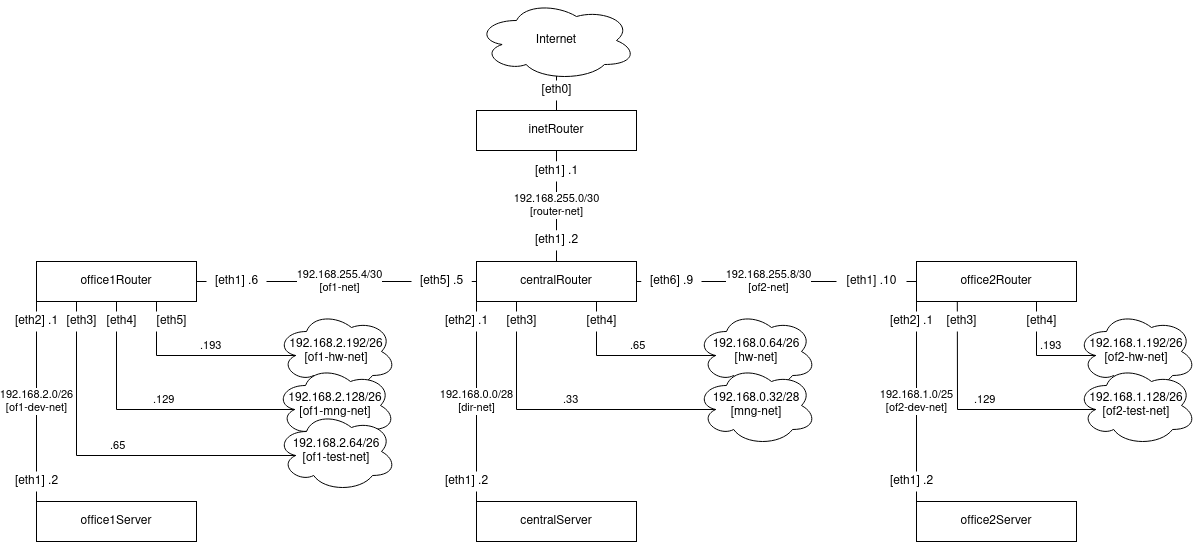 Internet
[eth0]
inetRouter
[eth1] .1
192.168.255.0/30
[router-net]
[eth1] .2
office1Router
[eth1] .6
192.168.255.4/30
[of1-net]
[eth5] .5
centralRouter
[eth6] .9
192.168.255.8/30
[of2-net]
[eth1] .10
office2Router
[eth2] .1
[eth3]
[eth4]
[eth5]
.193
192.168.2.192/26
[of1-hw-net]
192.168.2.0/26
[of1-dev-net]
.129
192.168.2.128/26
[of1-mng-net]
.65
192.168.2.64/26
[of1-test-net]
[eth1] .2
office1Server
[eth2] .1
[eth3]
[eth4]
.65
192.168.0.64/26
[hw-net]
192.168.0.0/28
[dir-net]
.33
192.168.0.32/28
[mng-net]
[eth1] .2
centralServer
[eth2] .1
[eth3]
[eth4]
.193
192.168.1.192/26
[of2-hw-net]
192.168.1.0/25
[of2-dev-net]
.129
192.168.1.128/26
[of2-test-net]
[eth1] .2
office2Server